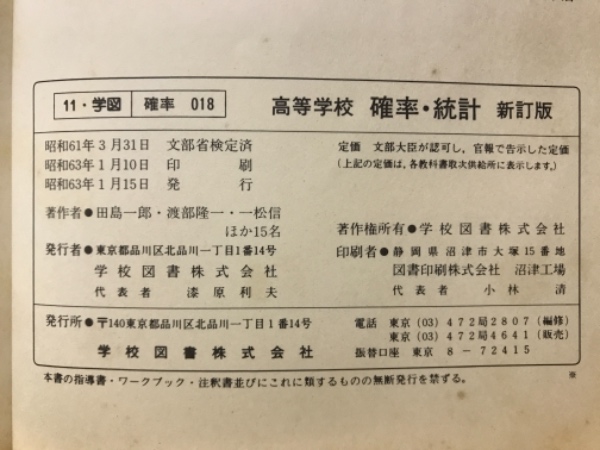 11・学図 確率 018 高等学校 確率・統計 新訂版
昭和61年3月31日 文部省検定済
昭和63年1月10日 印刷
昭和63年1月15日 発行
定価 文部大臣が認可し,官報で告示した定価
(上記の定価は,各教科書取次供給所に表示します。)
著作者●田島一郎・渡部隆一・一松信
ほか15名
発行者●東京都品川区北品川一丁目1番14号
学校図書株式会社
代表者 漆原利夫
著作権所有●学校図書株式会社
印刷者●静岡県沼津市大塚15番地
図書印刷株式会社 沼津工場
代表者 小林清
発行所●〒140東京都品川区北品川一丁目1番14号
学校図書株式会社
電話 東京(03)472局2807(編修)
東京(03)472局4641(販売)
振替口座 東京 8-72415
本書の指導書・ワークブック・注釈書並びにこれに類するものの無断発行を禁ずる。